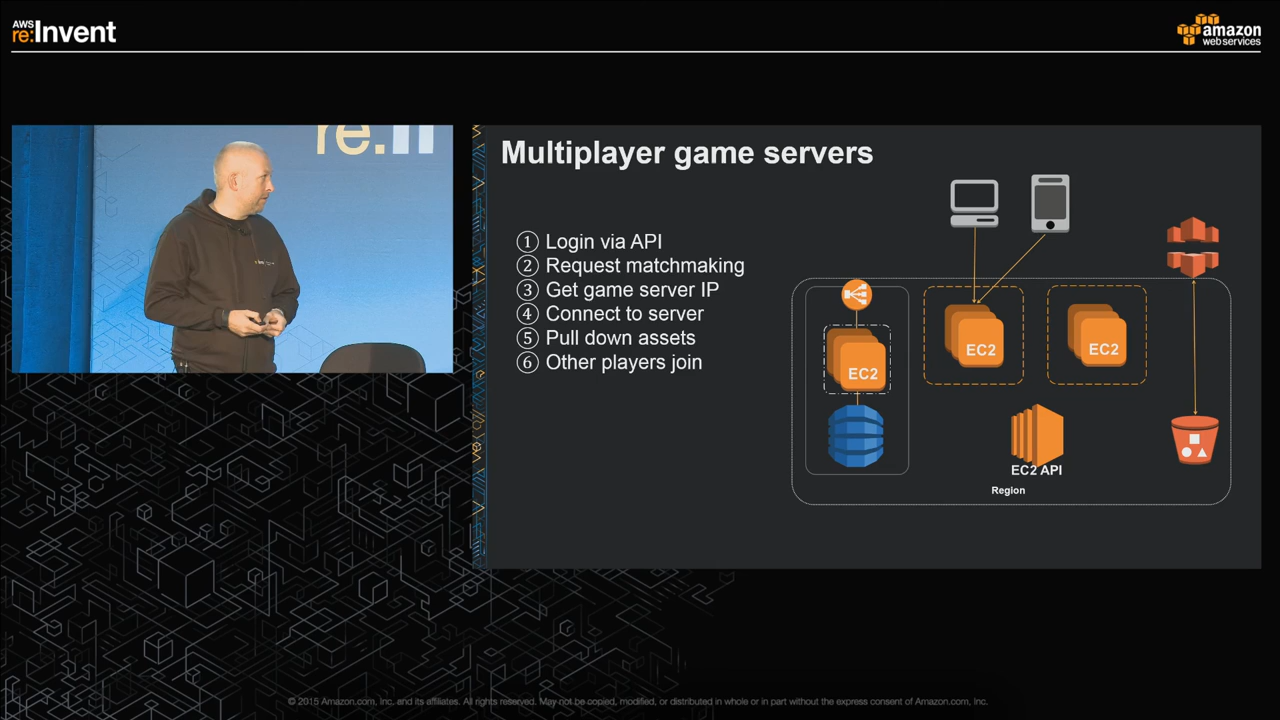 AWS
re:Invent
amazon
web services
re:I
Multiplayer game servers
① Login via API
② Request matchmaking
③ Get game server IP
④ Connect to server
⑤ Pull down assets
⑥ Other players join
EC2
EC2
EC2
EC2 API
Region
© 2015 Amazon.com, Inc. and its affiliates. All rights reserved. May not be copied, modified, or distributed in whole or in part without the express consent of Amazon.com, Inc.